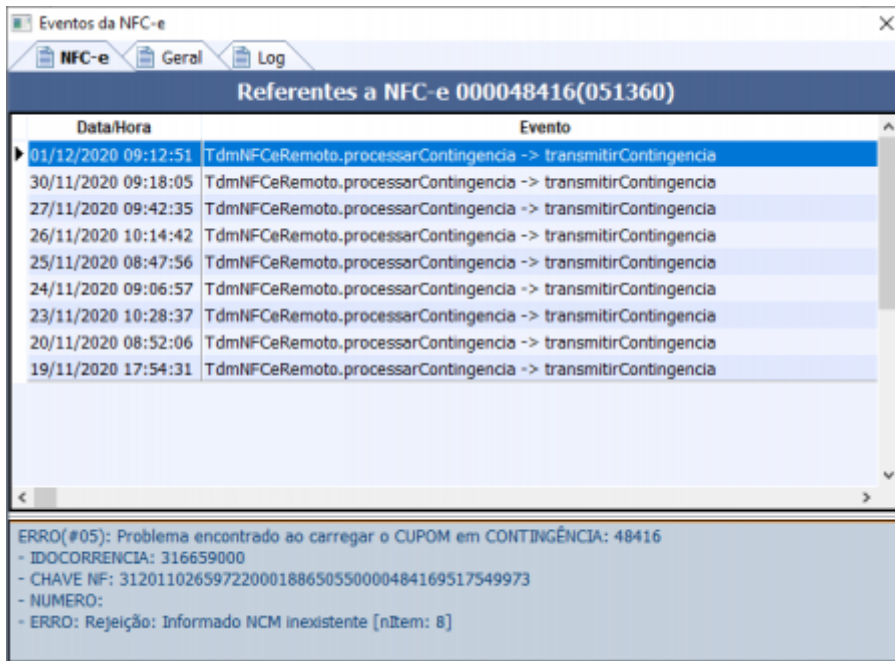 Eventos da NFC-e
NFC-e Geral Log
Referentes a NFC-e 000048416(051360)
Data/Hora Evento
01/12/2020 09:12:51 TdmNFCeRemoto.processarContingencia -> transmitirContingencia
30/11/2020 09:18:05 TdmNFCeRemoto.processarContingencia -> transmitirContingencia
27/11/2020 09:42:35 TdmNFCeRemoto.processarContingencia -> transmitirContingencia
26/11/2020 10:14:42 TdmNFCeRemoto.processarContingencia -> transmitirContingencia
25/11/2020 08:47:56 TdmNFCeRemoto.processarContingencia -> transmitirContingencia
24/11/2020 09:06:57 TdmNFCeRemoto.processarContingencia -> transmitirContingencia
23/11/2020 10:28:37 TdmNFCeRemoto.processarContingencia -> transmitirContingencia
20/11/2020 08:52:06 TdmNFCeRemoto.processarContingencia -> transmitirContingencia
19/11/2020 17:54:31 TdmNFCeRemoto.processarContingencia -> transmitirContingencia
ERRO(#05): Problema encontrado ao carregar o CUPOM em CONTINGÊNCIA: 48416
- IDOCORRENCIA: 316659000
- CHAVE NF: 31201102659722000188650550000484169517549973
- NUMERO:
- ERRO: Rejeição: Informado NCM inexistente [nItem: 8]